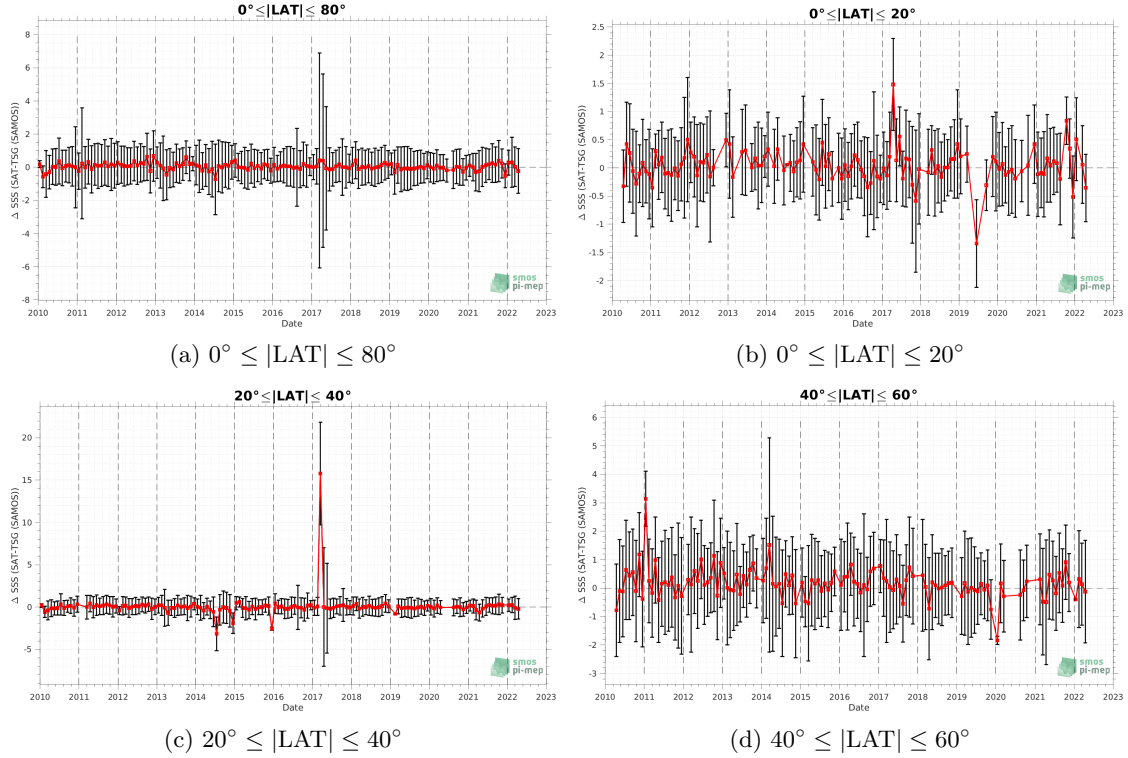 0°≤|LAT|≤ 80°
8
6
4
2
0
-2
-4
-6
-8
Δ SSS (SAT-TSG (SAMOS))
2010 2011 2012 2013 2014 2015 2016 2017 2018 2019 2020 2021 2022 2023
Date
smos
pi-mep
(a) 0° ≤ |LAT| ≤ 80°
0°≤|LAT|≤ 20°
2.5
2
1.5
1
0.5
0
-0.5
-1
-1.5
-2
Δ SSS (SAT-TSG (SAMOS))
2010 2011 2012 2013 2014 2015 2016 2017 2018 2019 2020 2021 2022 2023
Date
smos
pi-mep
(b) 0° ≤ |LAT| ≤ 20°
20°≤|LAT|≤ 40°
20
15
10
5
0
-5
Δ SSS (SAT-TSG (SAMOS))
2010 2011 2012 2013 2014 2015 2016 2017 2018 2019 2020 2021 2022 2023
Date
smos
pi-mep
(c) 20° ≤ |LAT| ≤ 40°
40°≤|LAT|≤ 60°
6
5
4
3
2
1
0
-1
-2
-3
Δ SSS (SAT-TSG (SAMOS))
2010 2011 2012 2013 2014 2015 2016 2017 2018 2019 2020 2021 2022 2023
Date
smos
pi-mep
(d) 40° ≤ |LAT| ≤ 60°